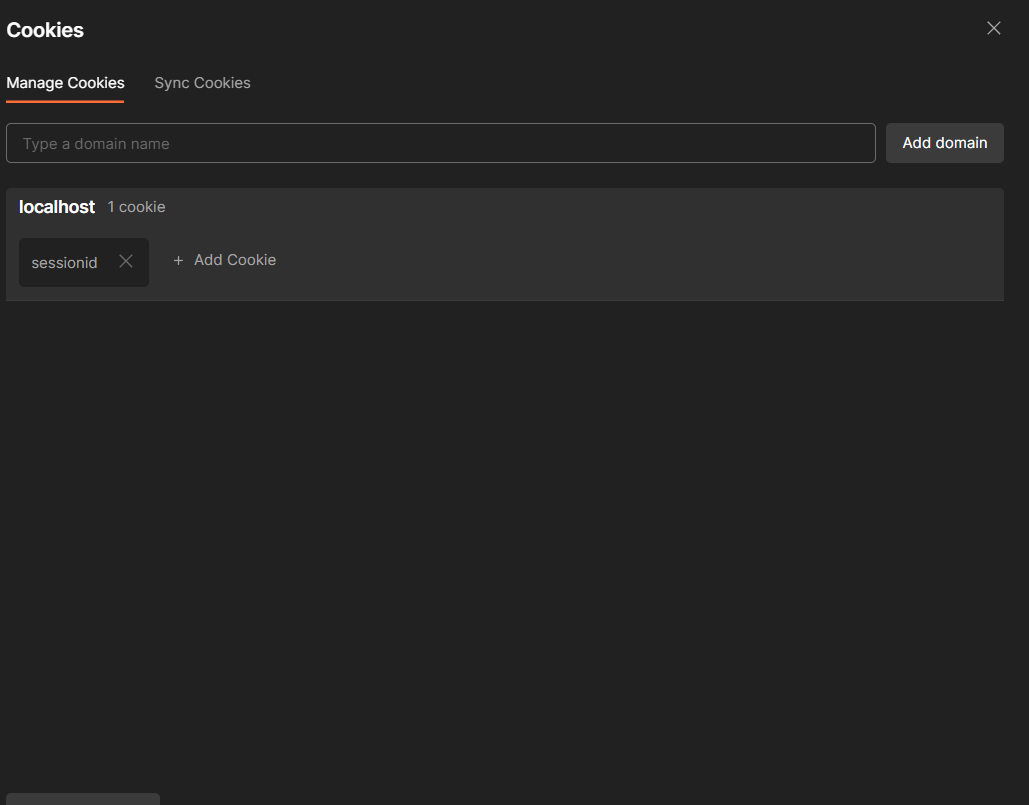 Cookies
Manage Cookies Sync Cookies
Type a domain name Add domain
localhost 1 cookie
sessionid + Add Cookie